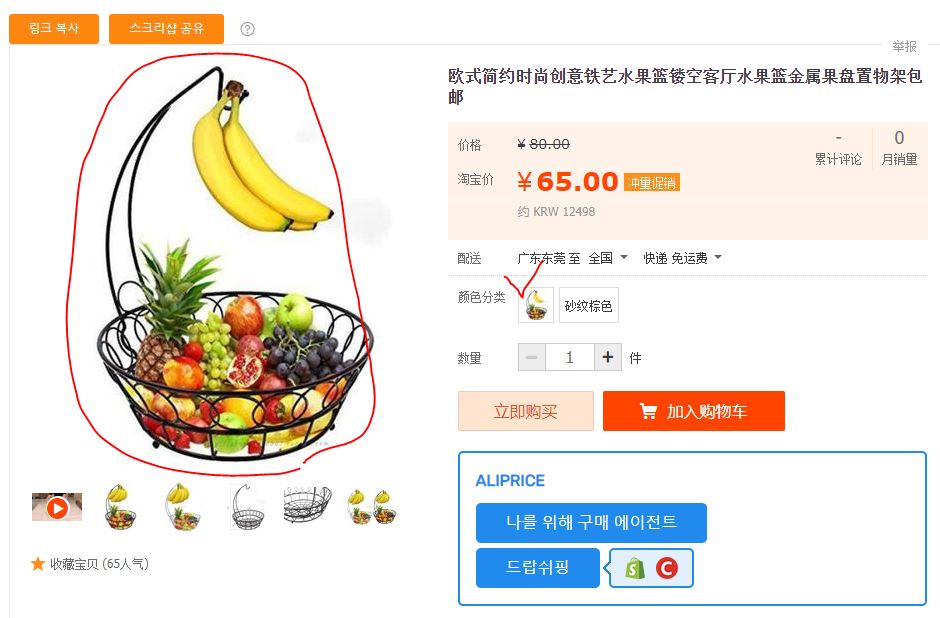 링크 복사
스크리샵 공유
?
举报
欧式简约时尚创意铁艺水果篮镂空客厅水果篮金属果盘置物架包
邮
价格
¥ 80.00
-
累计评论
0
月销量
淘宝价
¥ 65.00 冲量促销
约 KRW 12498
配送
广东东莞 至 全国
快递 免运费
颜色分类
砂纹棕色
数量
− 1 + 件
立即购买
加入购物车
ALIPRICE
나를 위해 구매 에이전트
드랍쉬핑
S
C
收藏宝贝 (65人气)